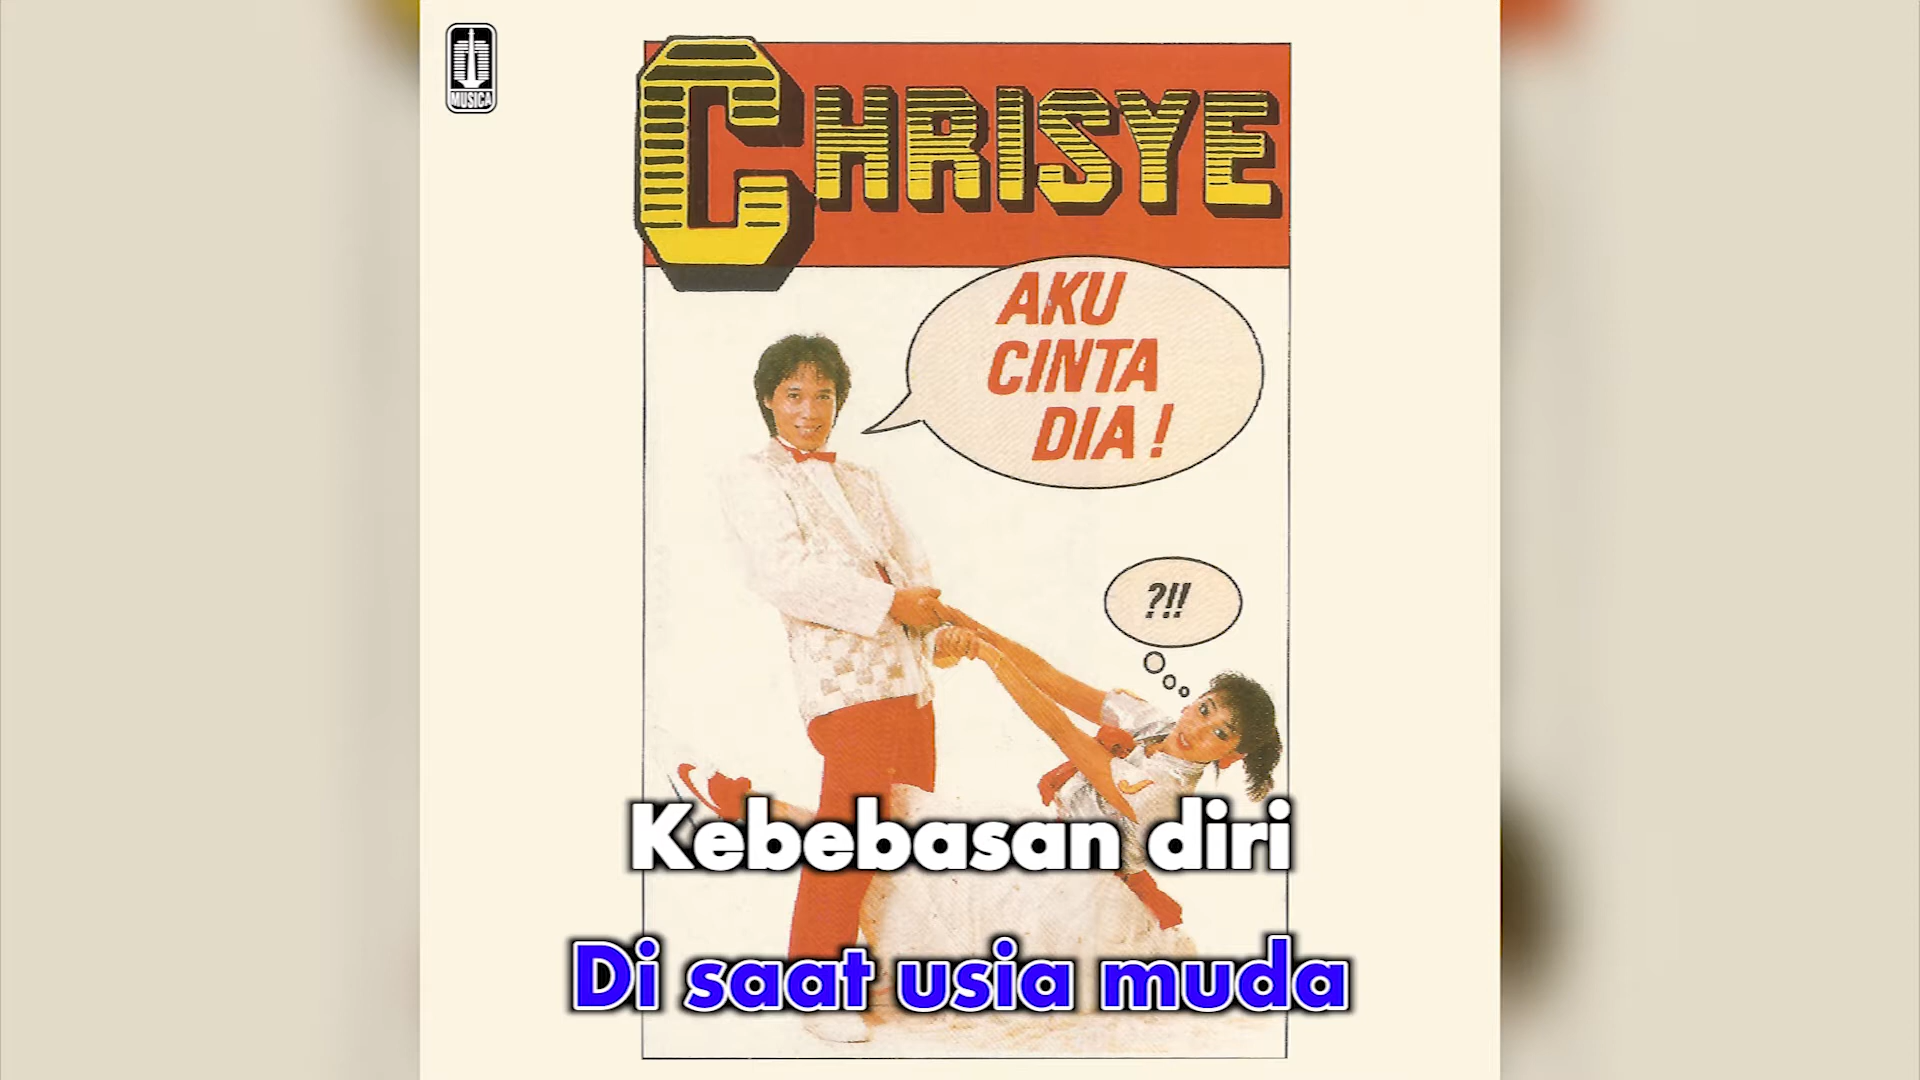 MUSICA
CHRISYE
AKU
CINTA
DIA!
?!!
Kebebasan diri
Di saat usia muda